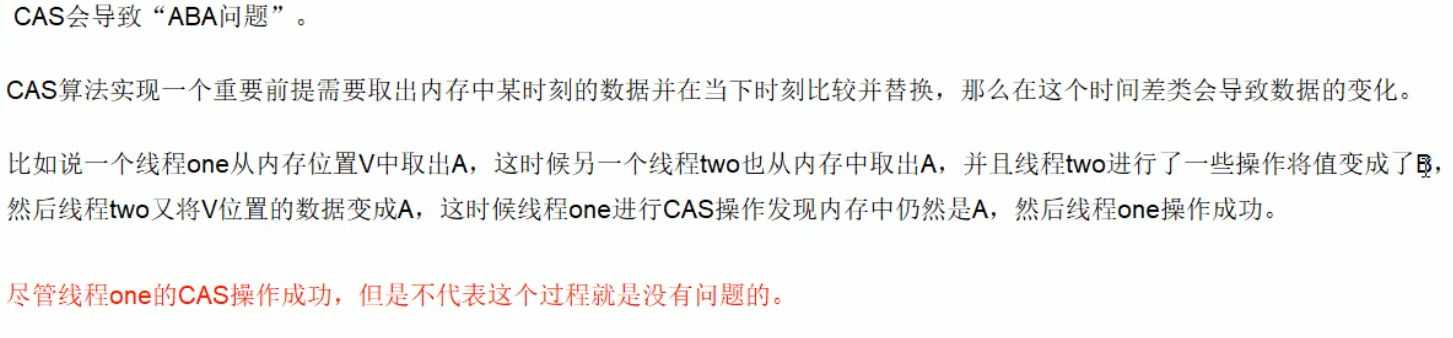 CAS会导致“ABA问题”。
CAS算法实现一个重要前提需要取出内存中某时刻的数据并在当下时刻比较并替换，那么在这个时间差类会导致数据的变化。
比如说一个线程one从内存位置V中取出A，这时候另一个线程two也从内存中取出A，并且线程two进行了一些操作将值变成了B，
然后线程two又将V位置的数据变成A，这时候线程one进行CAS操作发现内存中仍然是A，然后线程one操作成功。
尽管线程one的CAS操作成功，但是不代表这个过程就是没有问题的。